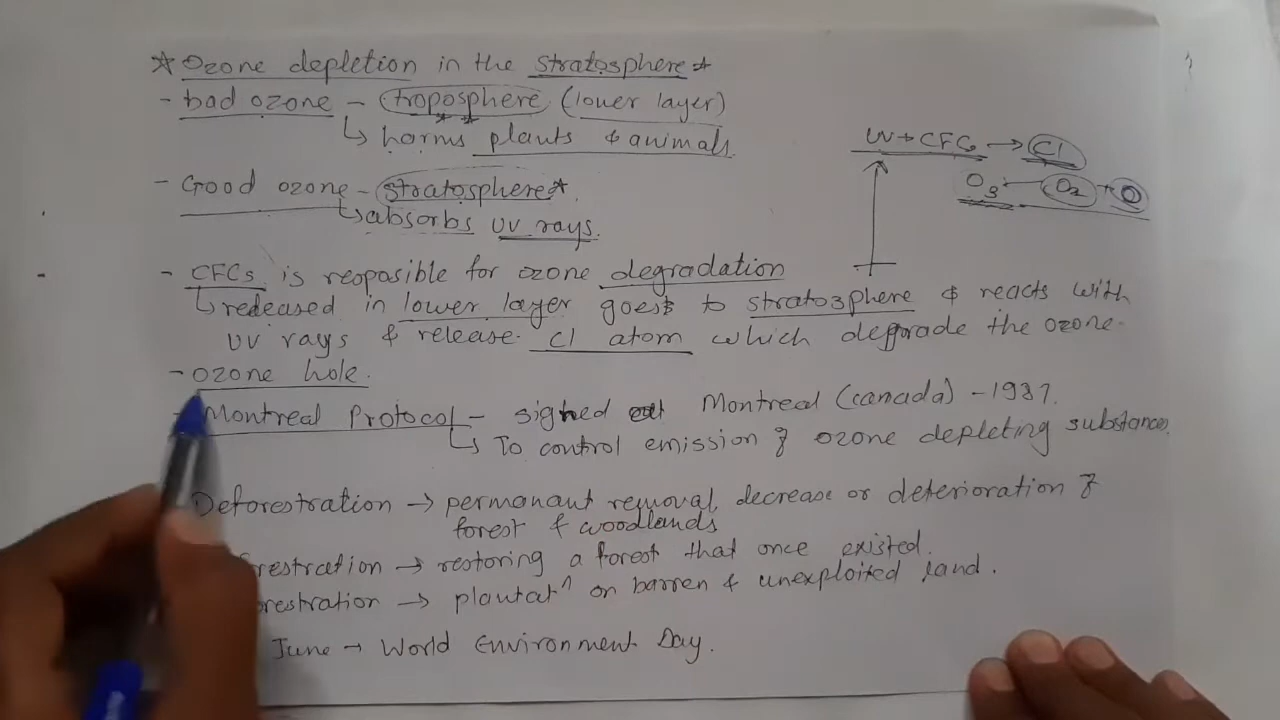 ☆ Ozone depletion in the stratosphere ☆
- bad ozone - troposphere (lower layer)
↳ harms plants & animals.
UV + CFC → Cl
O3 — O2 + O
- Good ozone - stratosphere☆.
↳ absorbs UV rays.
- CFCs is reoposible for ozone degradation
↳ redeased in lower layer goes to stratosphere & reacts with
UV rays & release Cl atom which degrade the ozone.
- ozone hole.
- Montreal Protocol - signed at Montreal (canada) - 1987.
↳ To control emission of ozone depleting substances
Deforestration → permanant removal, decrease or deterioration of
forest & woodlands
restration → restoring a forest that once existed.
orestration → plantatⁿ on barren & unexploited land.
June → World Environment Day.